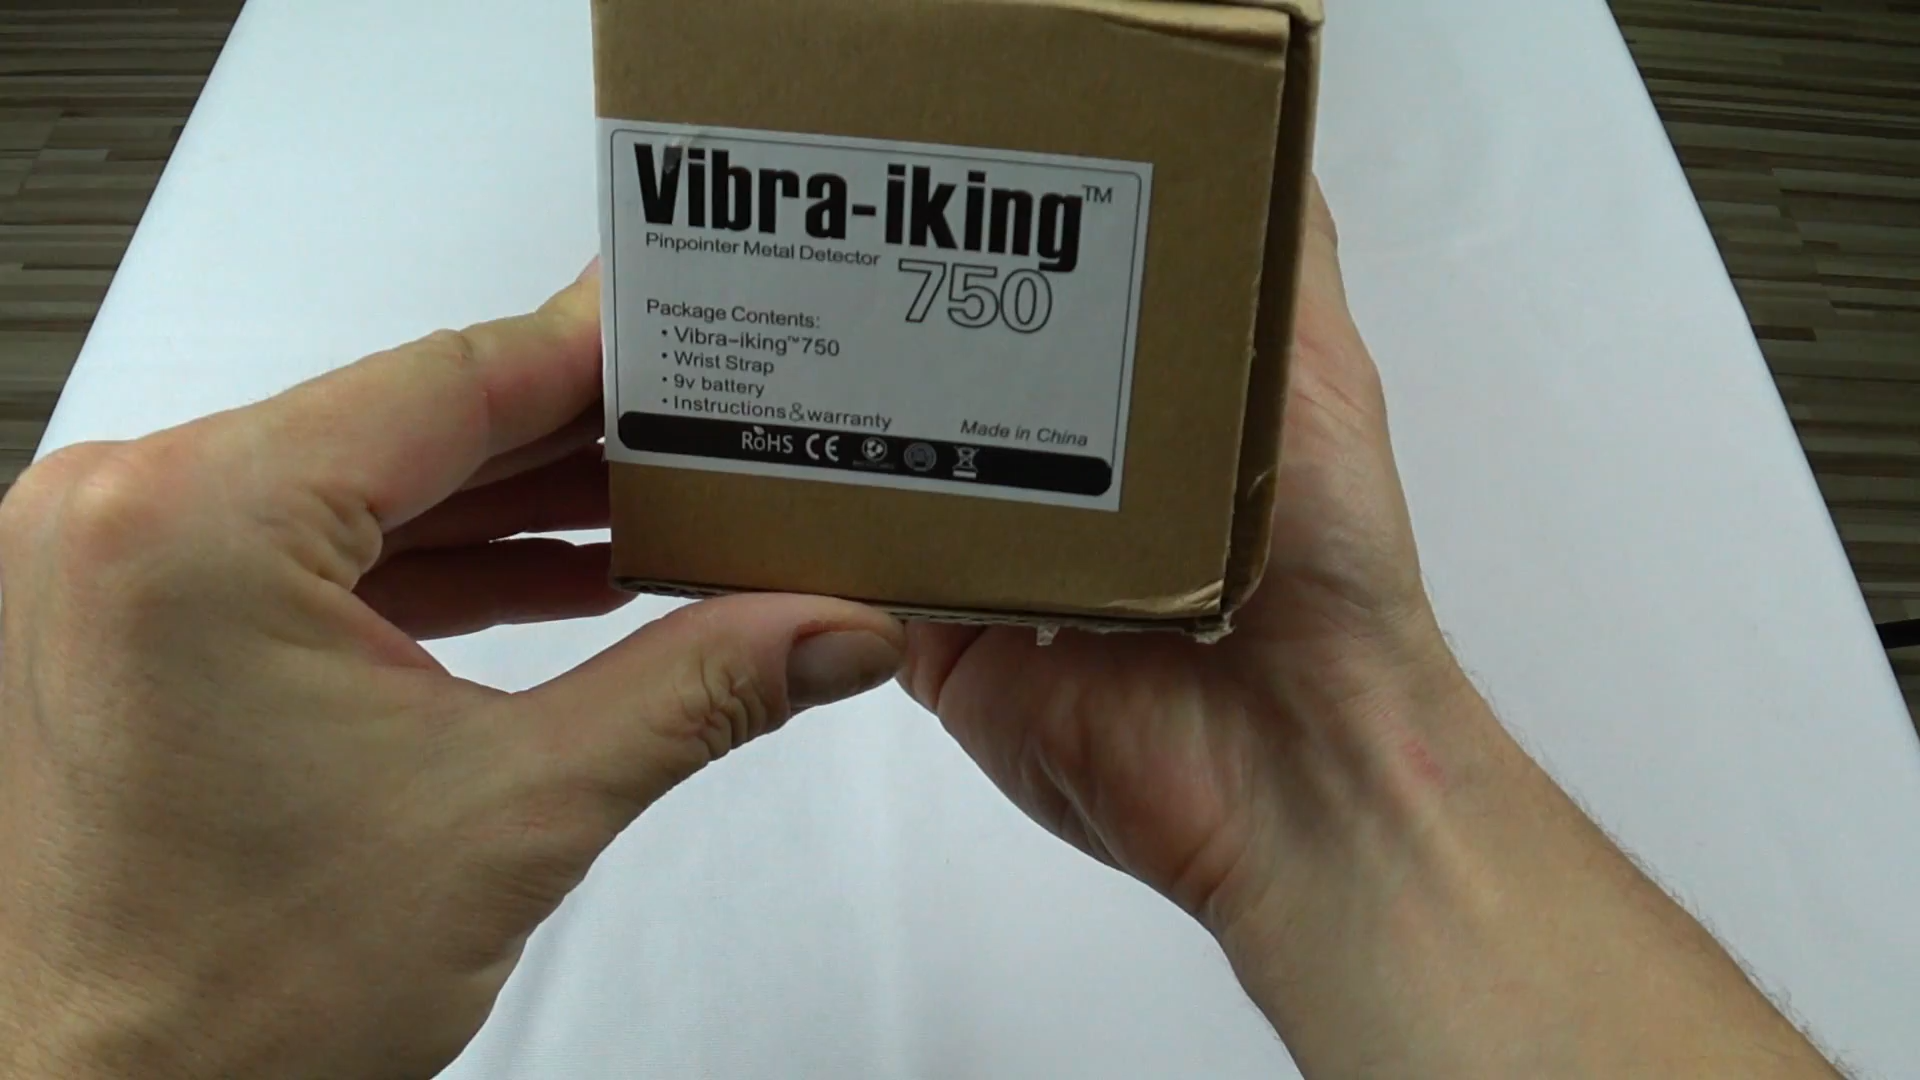 Vibra-iking™
Pinpointer Metal Detector
750
Package Contents:
• Vibra-iking™750
• Wrist Strap
• 9v battery
• Instructions&warranty
Made in China
RoHS CE